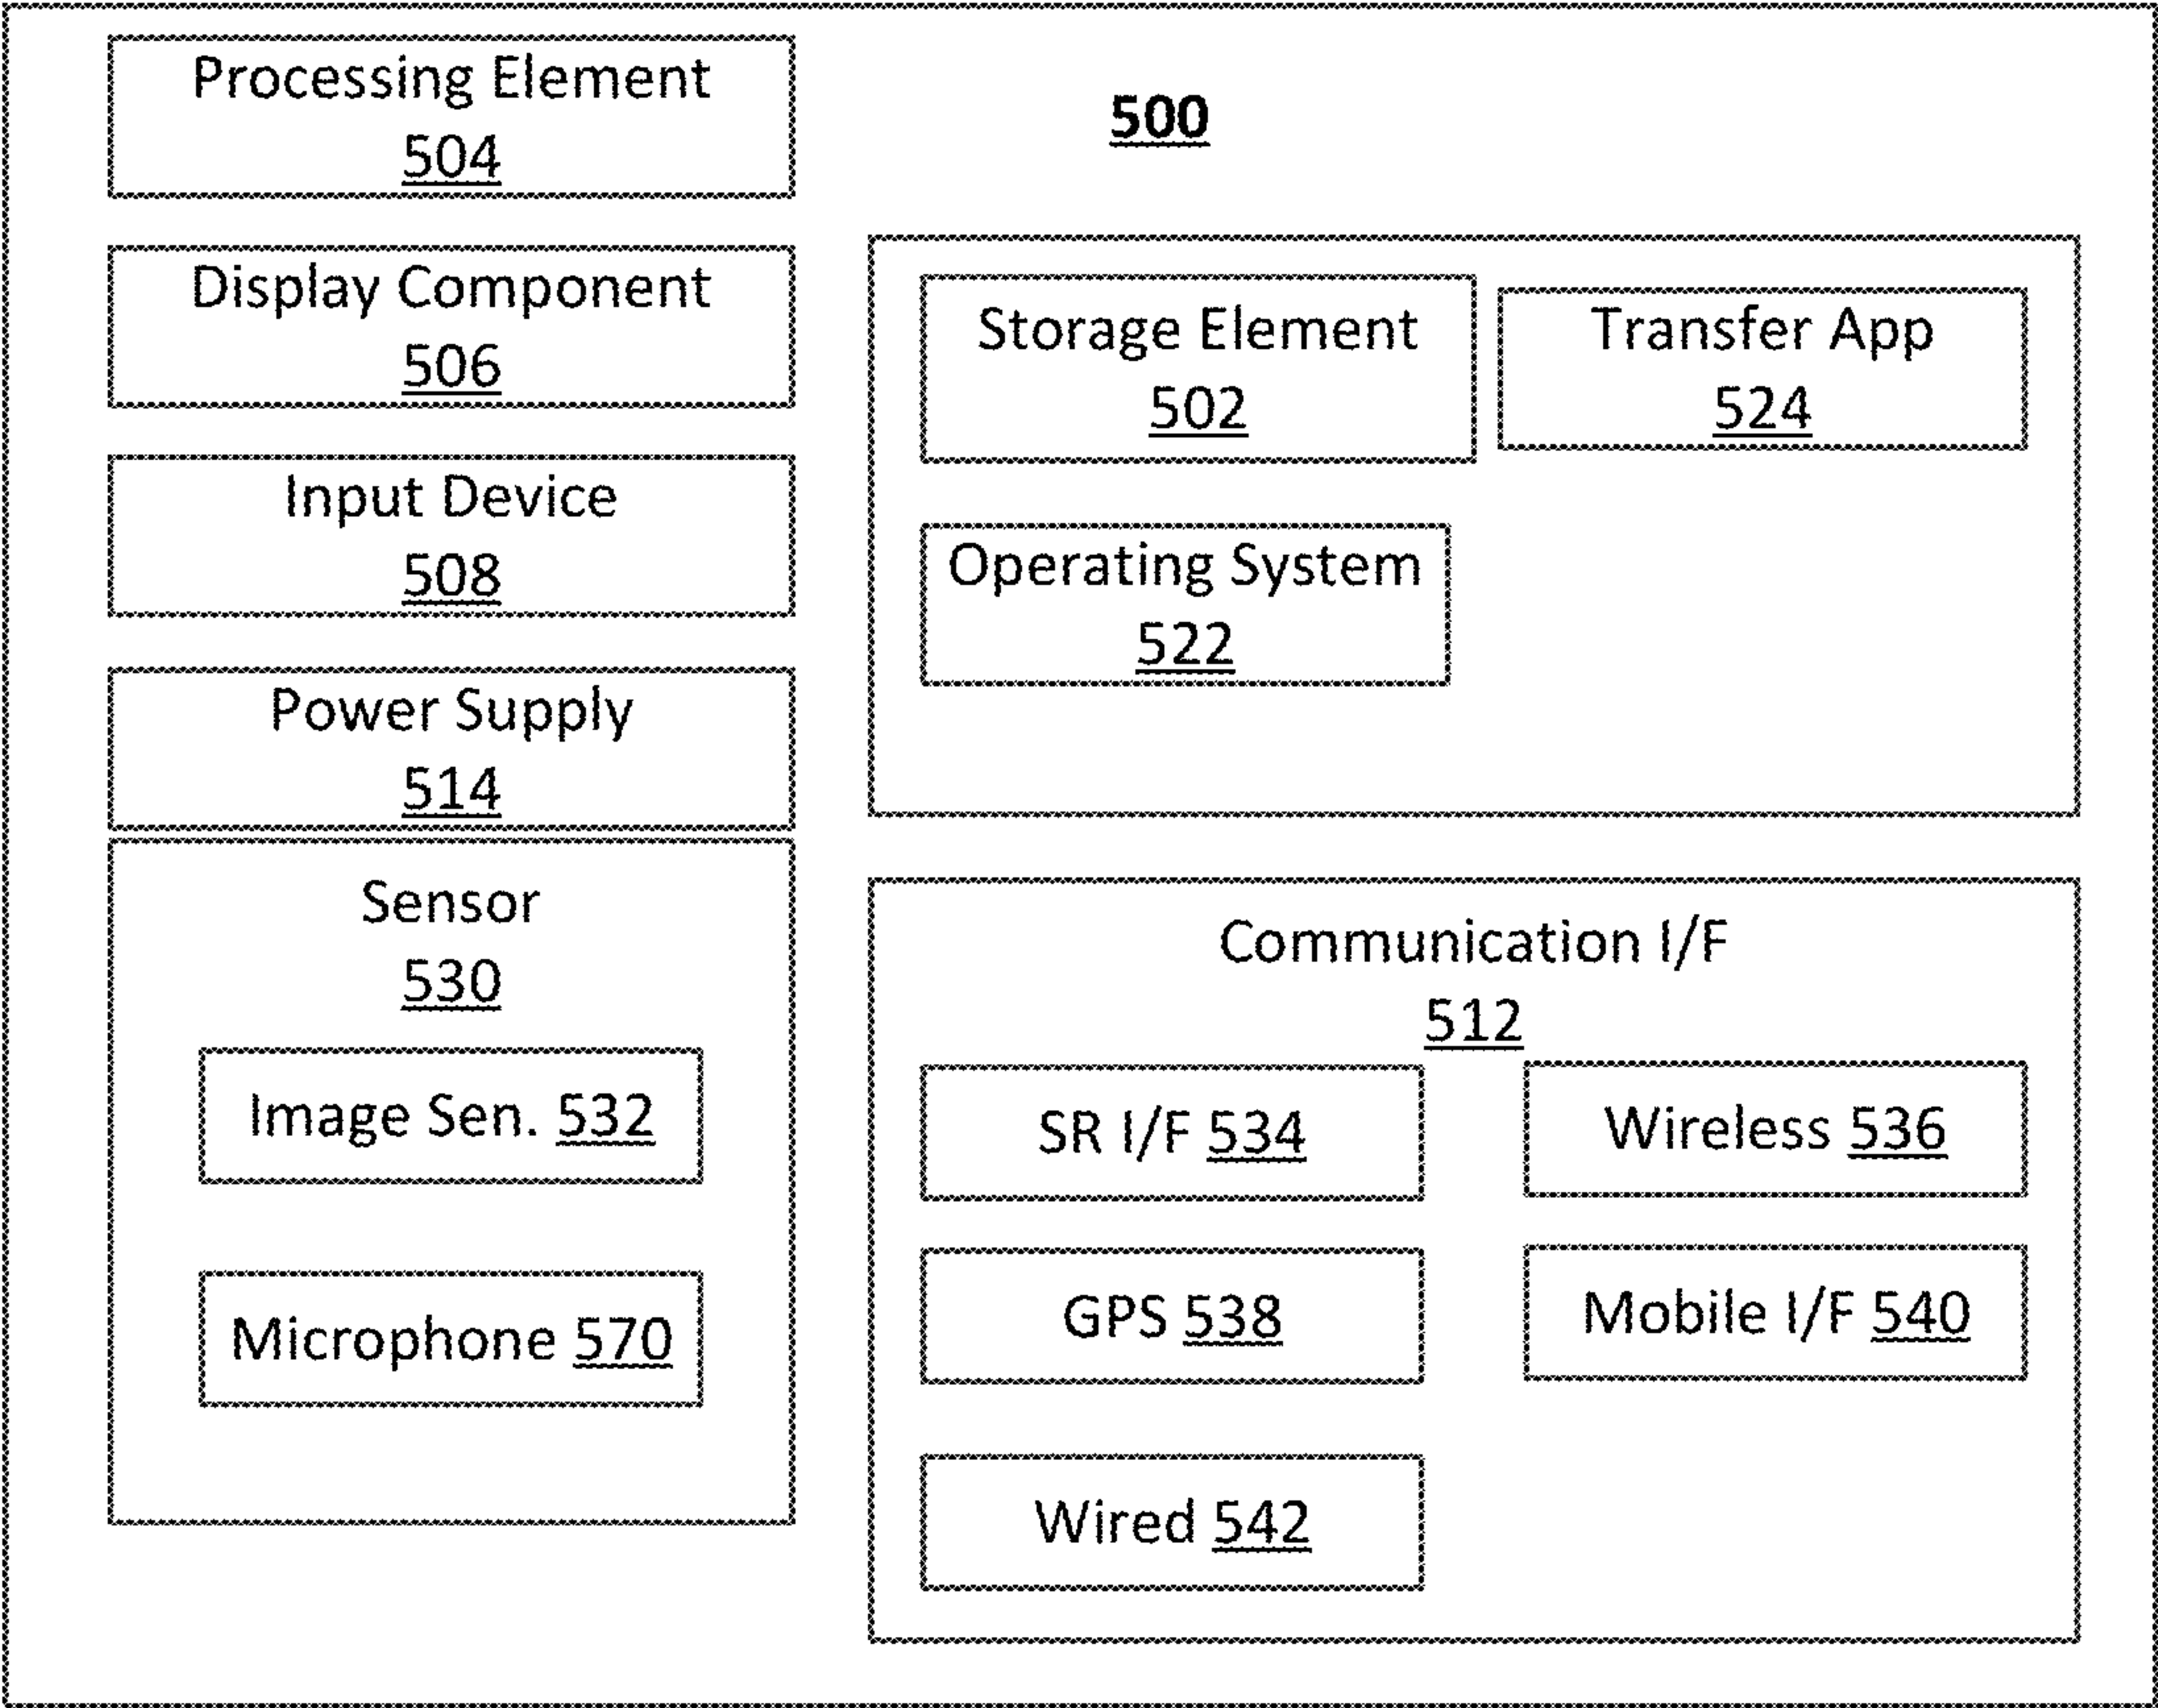 Processing Element
504
Display Component
506
Input Device
508
Power Supply
514
Sensor
530
Image Sen. 532
Microphone 570
500
Storage Element
502
Transfer App
524
Operating System
522
Communication I/F
512
SR I/F 534
Wireless 536
GPS 538
Mobile I/F 540
Wired 542